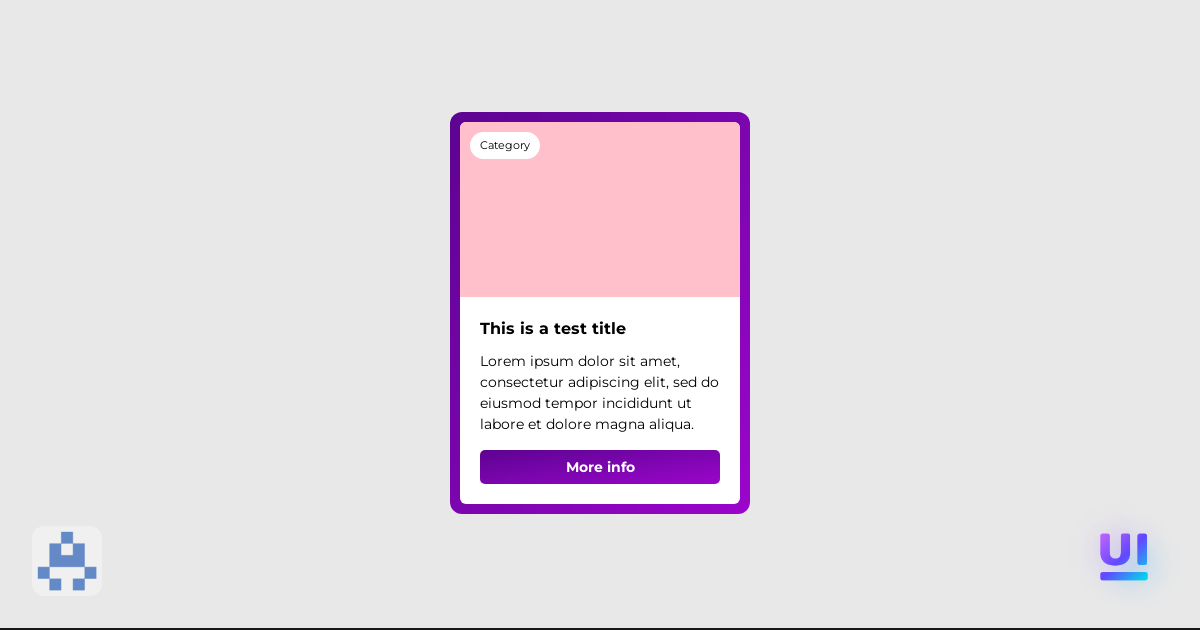 Category
This is a test title
Lorem ipsum dolor sit amet,
consectetur adipiscing elit, sed do
eiusmod tempor incididunt ut
labore et dolore magna aliqua.
More info
UI